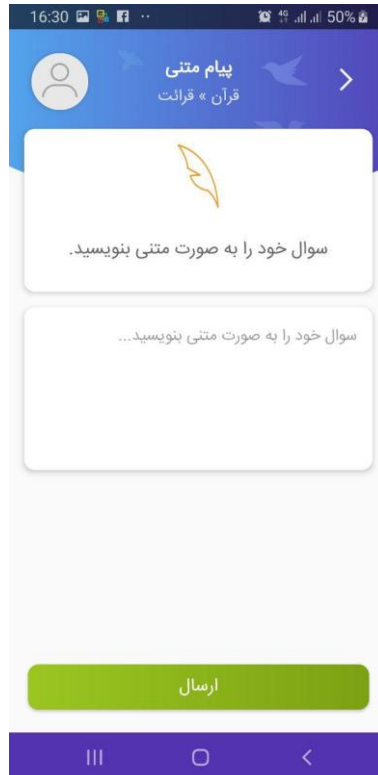 16:30
50%
پیام متنی
قرآن » قرائت
سوال خود را به صورت متنی بنویسید.
سوال خود را به صورت متنی بنویسید...
ارسال